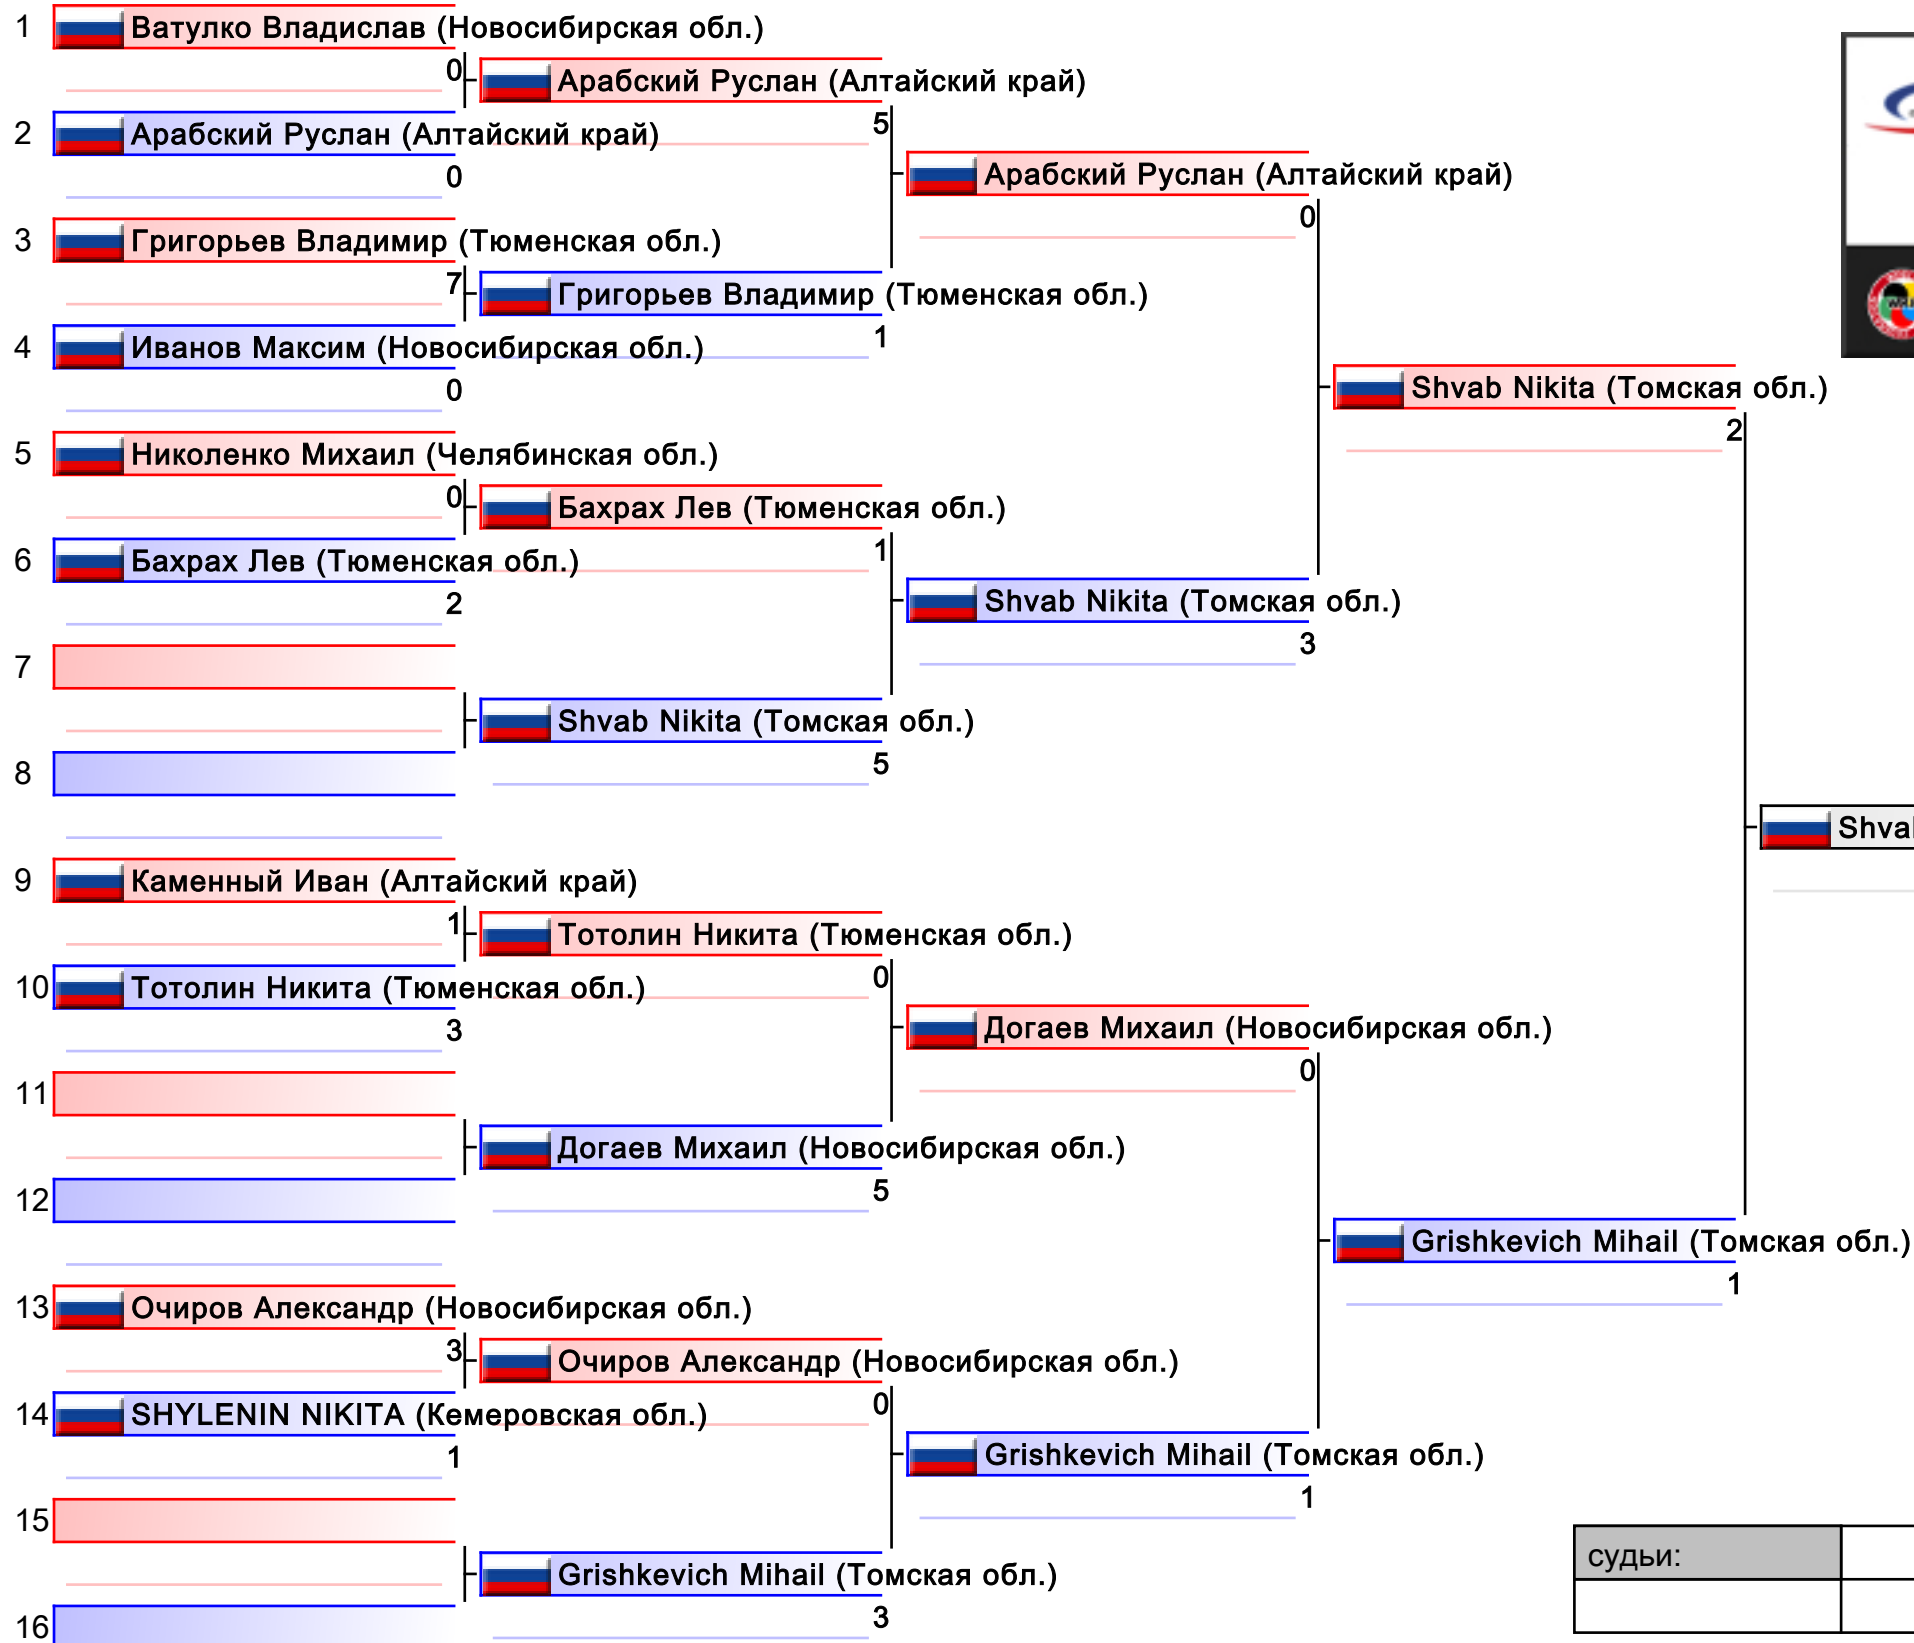 1 Ватулко Владислав (Новосибирская обл.)
0 Арабский Руслан (Алтайский край)
5
2 Арабский Руслан (Алтайский край)
0
Арабский Руслан (Алтайский край)
0
3 Григорьев Владимир (Тюменская обл.)
7 Григорьев Владимир (Тюменская обл.)
1
4 Иванов Максим (Новосибирская обл.)
0
Shvab Nikita (Томская обл.)
2
5 Николенко Михаил (Челябинская обл.)
0 Бахрах Лев (Тюменская обл.)
1
6 Бахрах Лев (Тюменская обл.)
2
Shvab Nikita (Томская обл.)
3
7
Shvab Nikita (Томская обл.)
5
8
9 Каменный Иван (Алтайский край)
1 Тотолин Никита (Тюменская обл.)
0
10 Тотолин Никита (Тюменская обл.)
3
Догаев Михаил (Новосибирская обл.)
0
11
Догаев Михаил (Новосибирская обл.)
5
12
Grishkevich Mihail (Томская обл.)
1
13 Очиров Александр (Новосибирская обл.)
3 Очиров Александр (Новосибирская обл.)
0
14 SHYLENIN NIKITA (Кемеровская обл.)
1
Grishkevich Mihail (Томская обл.)
1
15
Grishkevich Mihail (Томская обл.)
3
16
судьи: